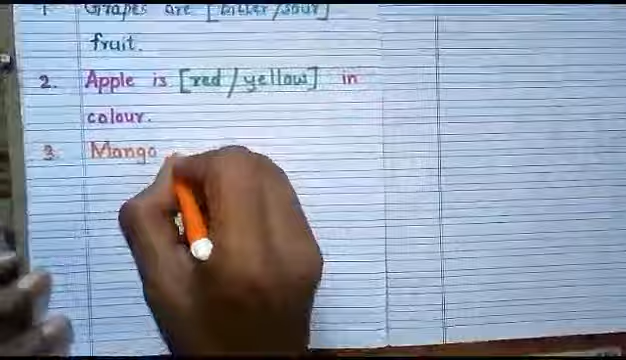 1. Grapes are [bitter/sour]
fruit.
2. Apple is [red/yellow] in
colour.
3. Mango